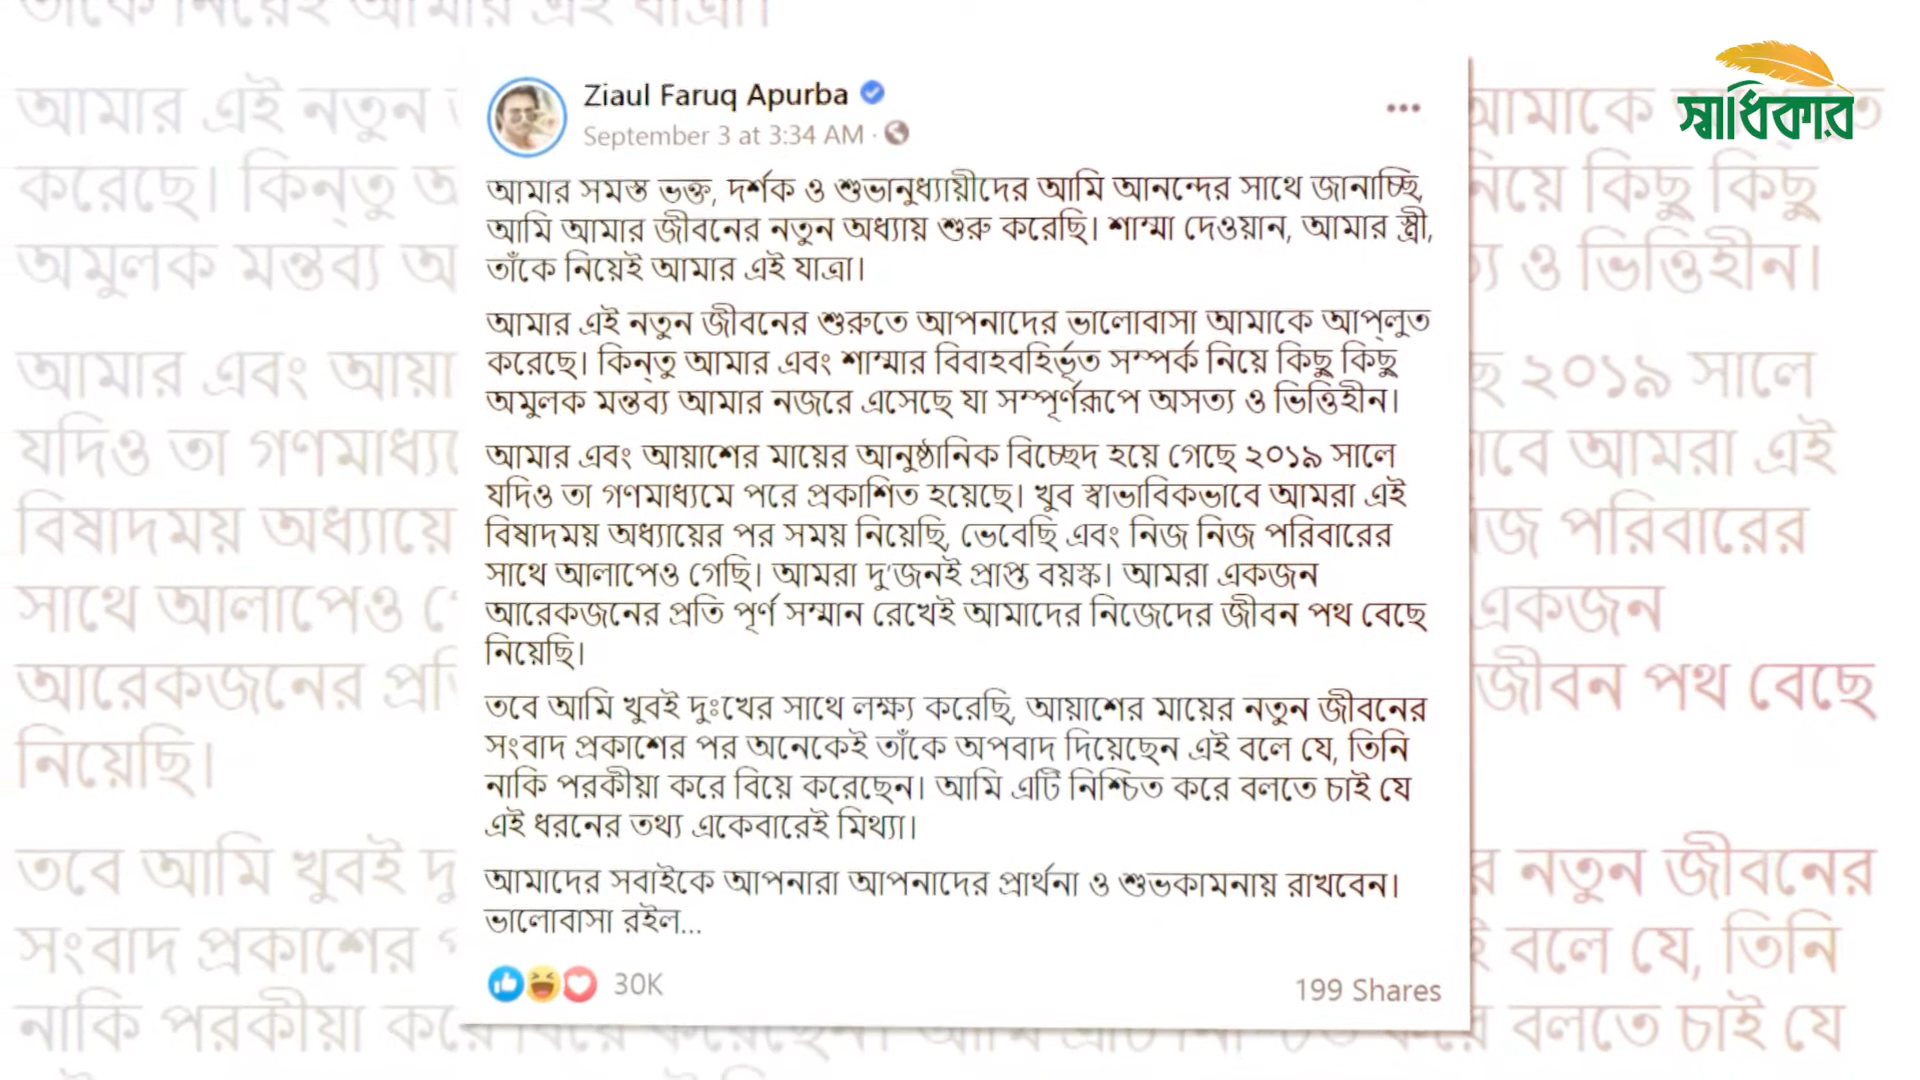 স্বাধিকার
Ziaul Faruq Apurba
September 3 at 3:34 AM ·
আমার সমস্ত ভক্ত, দর্শক ও শুভানুধ্যায়ীদের আমি আনন্দের সাথে জানাচ্ছি,
আমি আমার জীবনের নতুন অধ্যায় শুরু করেছি। শাম্মা দেওয়ান, আমার স্ত্রী,
তাঁকে নিয়েই আমার এই যাত্রা।
আমার এই নতুন জীবনের শুরুতে আপনাদের ভালোবাসা আমাকে আপ্লুত
করেছে। কিন্তু আমার এবং শাম্মার বিবাহবহির্ভূত সম্পর্ক নিয়ে কিছু কিছু
অমুলক মন্তব্য আমার নজরে এসেছে যা সম্পূর্ণরূপে অসত্য ও ভিত্তিহীন।
আমার এবং আয়াশের মায়ের আনুষ্ঠানিক বিচ্ছেদ হয়ে গেছে ২০১৯ সালে
যদিও তা গণমাধ্যমে পরে প্রকাশিত হয়েছে। খুব স্বাভাবিকভাবে আমরা এই
বিষাদময় অধ্যায়ের পর সময় নিয়েছি, ভেবেছি এবং নিজ নিজ পরিবারের
সাথে আলাপেও গেছি। আমরা দু'জনই প্রাপ্ত বয়স্ক। আমরা একজন
আরেকজনের প্রতি পূর্ণ সম্মান রেখেই আমাদের নিজেদের জীবন পথ বেছে
নিয়েছি।
তবে আমি খুবই দুঃখের সাথে লক্ষ্য করেছি, আয়াশের মায়ের নতুন জীবনের
সংবাদ প্রকাশের পর অনেকেই তাঁকে অপবাদ দিয়েছেন এই বলে যে, তিনি
নাকি পরকীয়া করে বিয়ে করেছেন। আমি এটি নিশ্চিত করে বলতে চাই যে
এই ধরনের তথ্য একেবারেই মিথ্যা।
আমাদের সবাইকে আপনারা আপনাদের প্রার্থনা ও শুভকামনায় রাখবেন।
ভালোবাসা রইল...
30K
199 Shares